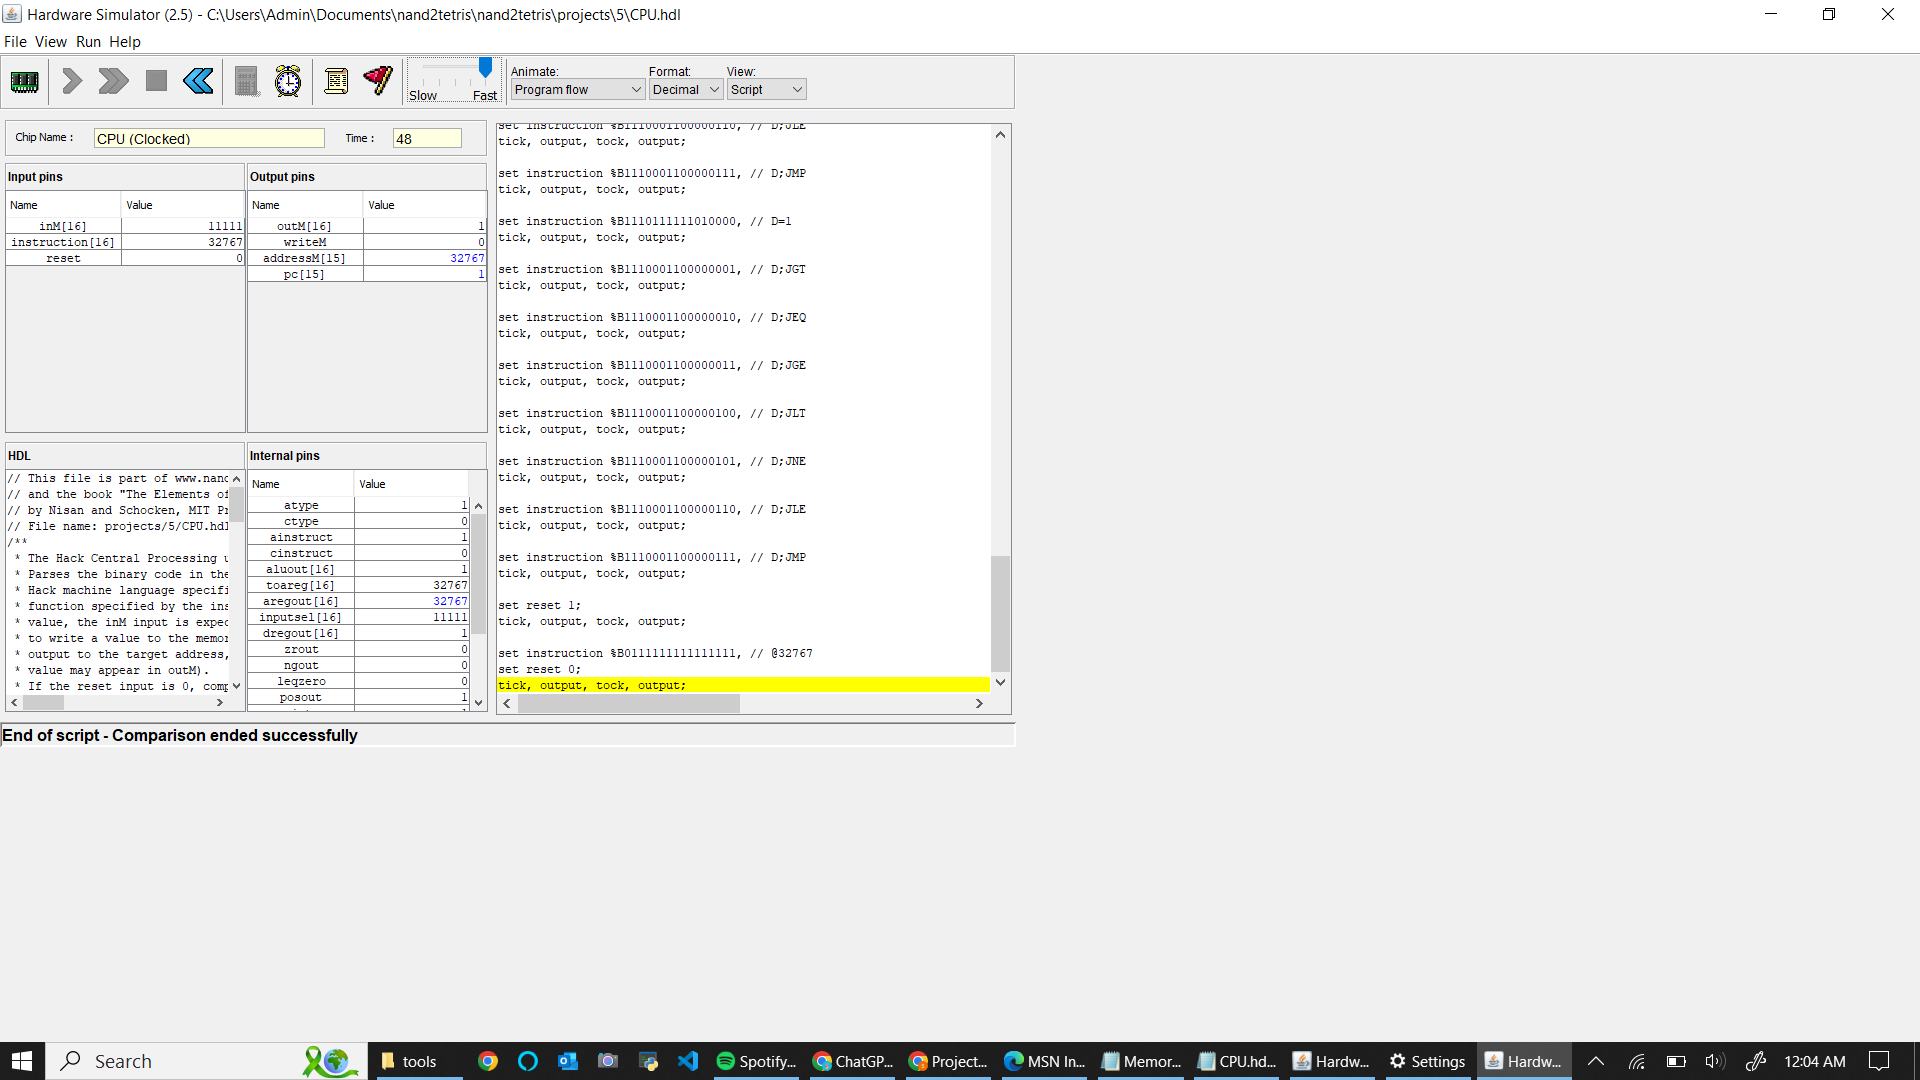 Hardware Simulator (2.5) - C:\Users\Admin\Documents\nand2tetris\nand2tetris\projects\5\CPU.hdl
File View Run Help
Slow Fast
Animate: Format: View:
Program flow Decimal Script
Chip Name : CPU (Clocked) Time : 48
Input pins
Name Value
inM[16] 11111
instruction[16] 32767
reset 0
Output pins
Name Value
outM[16] 1
writeM 0
addressM[15] 32767
pc[15] 1
HDL
// This file is part of www.nand
// and the book "The Elements of
// by Nisan and Schocken, MIT Pr
// File name: projects/5/CPU.hdl
/**
* The Hack Central Processing u
* Parses the binary code in the
* Hack machine language specifi
* function specified by the ins
* value, the inM input is expec
* to write a value to the memor
* output to the target address,
* value may appear in outM).
* If the reset input is 0, comp
Internal pins
Name Value
atype 1
ctype 0
ainstruct 1
cinstruct 0
aluout[16] 1
toareg[16] 32767
aregout[16] 32767
inputsel[16] 11111
dregout[16] 1
zrout 0
ngout 0
leqzero 0
posout 1
set instruction %B1110001100000110, // D;JLE
tick, output, tock, output;
set instruction %B1110001100000111, // D;JMP
tick, output, tock, output;
set instruction %B1110111111010000, // D=1
tick, output, tock, output;
set instruction %B1110001100000001, // D;JGT
tick, output, tock, output;
set instruction %B1110001100000010, // D;JEQ
tick, output, tock, output;
set instruction %B1110001100000011, // D;JGE
tick, output, tock, output;
set instruction %B1110001100000100, // D;JLT
tick, output, tock, output;
set instruction %B1110001100000101, // D;JNE
tick, output, tock, output;
set instruction %B1110001100000110, // D;JLE
tick, output, tock, output;
set instruction %B1110001100000111, // D;JMP
tick, output, tock, output;
set reset 1;
tick, output, tock, output;
set instruction %B0111111111111111, // @32767
set reset 0;
tick, output, tock, output;
End of script - Comparison ended successfully
Search tools Spotify... ChatGP... Project... MSN In... Memor... CPU.hd... Hardw... Settings Hardw... 12:04 AM